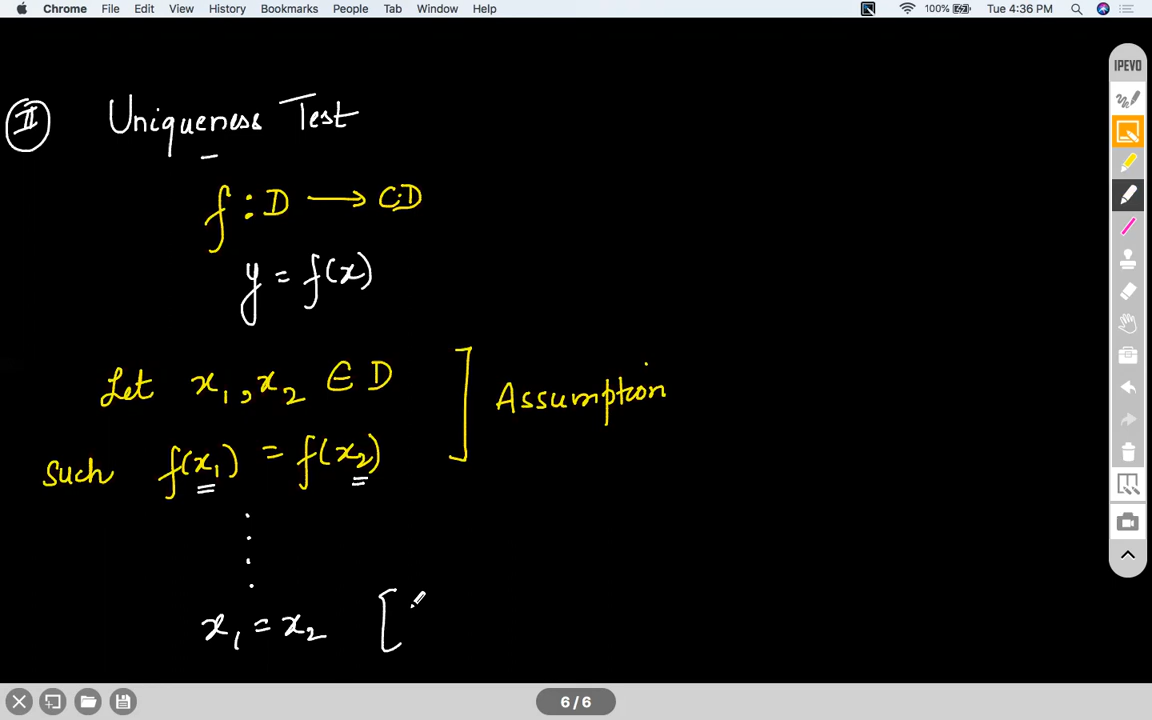 Chrome File Edit View History Bookmarks People Tab Window Help 100% Tue 4:36 PM
IPEVO
II Uniqueness Test
f : D → C.D
y = f(x)
Let x₁, x₂ ∈ D
Assumption
such f(x₁) = f(x₂)
x₁ = x₂ [
6 / 6